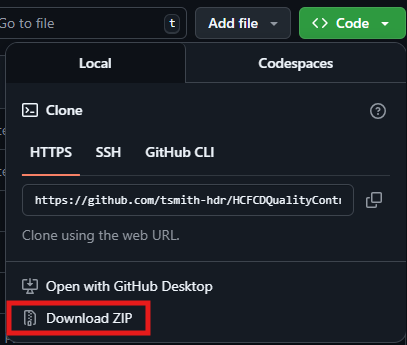 Go to file
t
Add file
<> Code
Local
Codespaces
Clone
HTTPS
SSH
GitHub CLI
https://github.com/tsmith-hdr/HCFCDQualityContr
Clone using the web URL.
Open with GitHub Desktop
Download ZIP